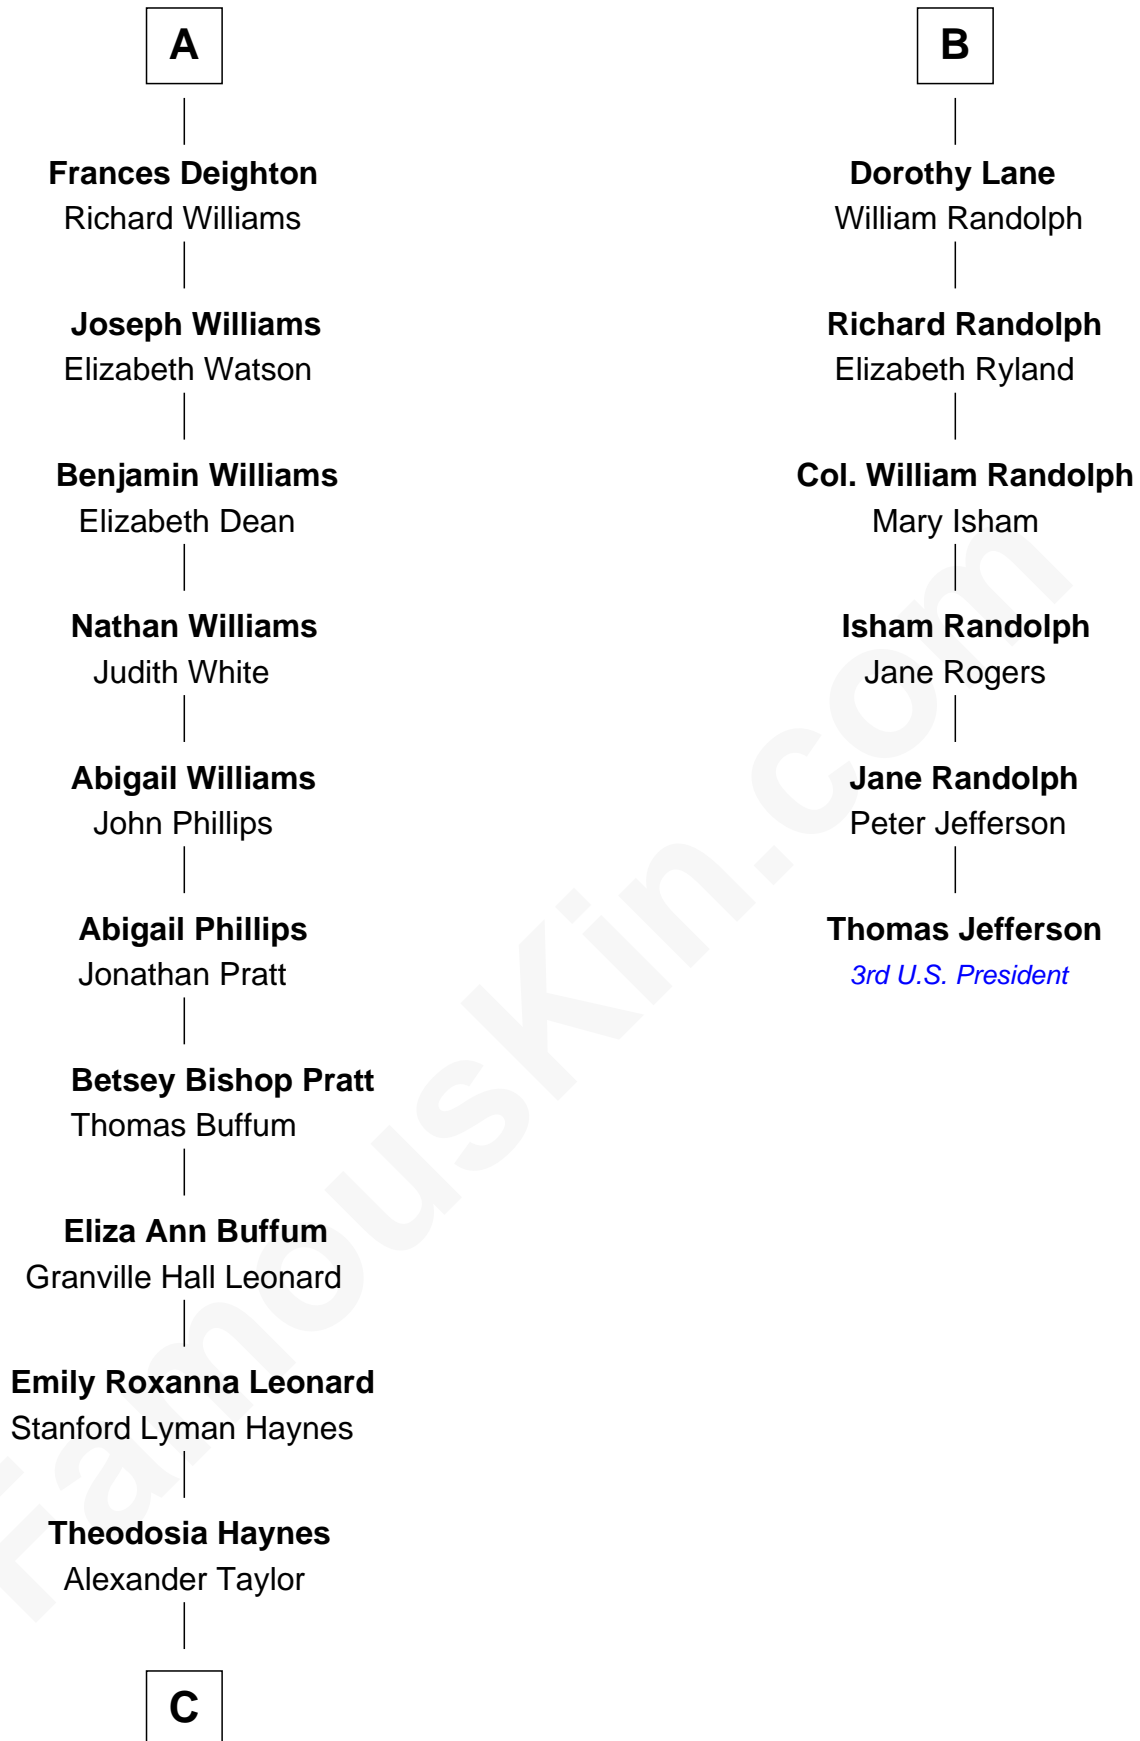 A
Frances Deighton
Richard Williams
Joseph Williams
Elizabeth Watson
Benjamin Williams
Elizabeth Dean
Nathan Williams
Judith White
Abigail Williams
John Phillips
Abigail Phillips
Jonathan Pratt
Betsey Bishop Pratt
Thomas Buffum
Eliza Ann Buffum
Granville Hall Leonard
Emily Roxanna Leonard
Stanford Lyman Haynes
Theodosia Haynes
Alexander Taylor
C
B
Dorothy Lane
William Randolph
Richard Randolph
Elizabeth Ryland
Col. William Randolph
Mary Isham
Isham Randolph
Jane Rogers
Jane Randolph
Peter Jefferson
Thomas Jefferson
3rd U.S. President
FamousKin.com